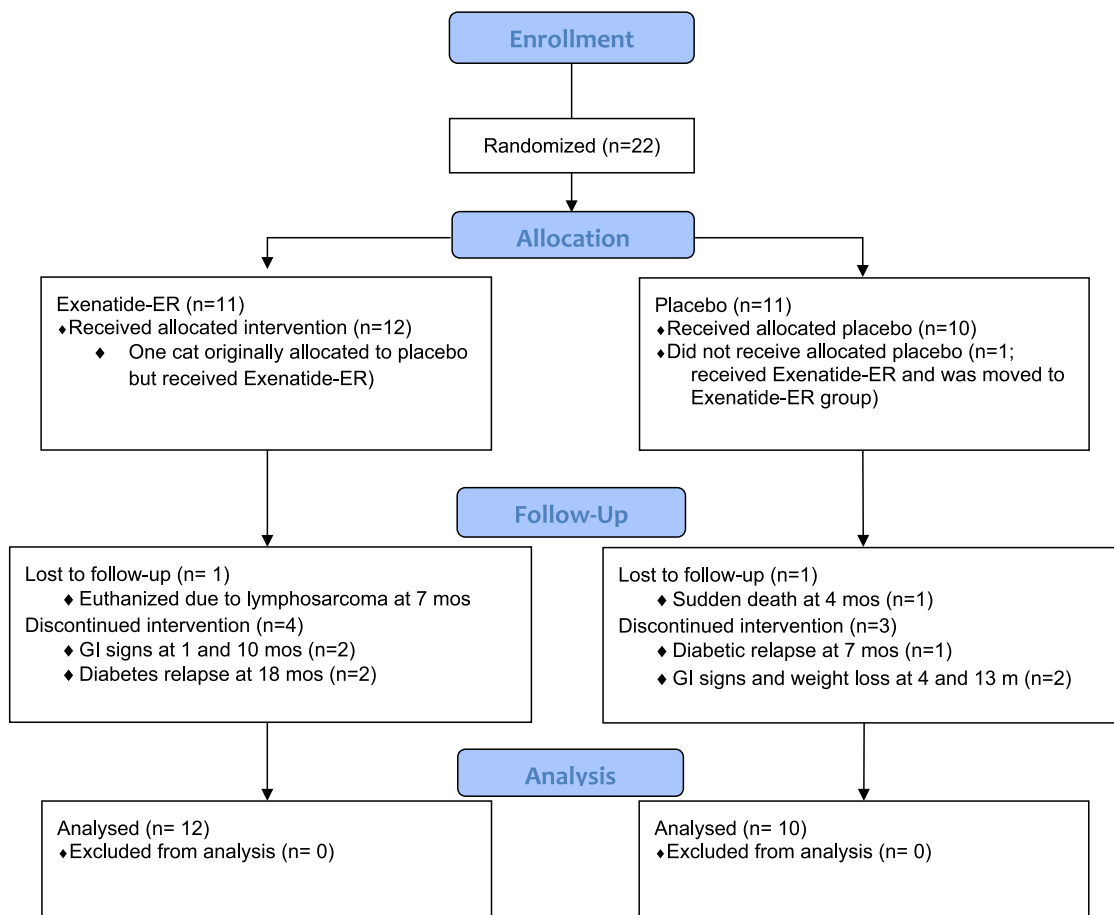 Enrollment
Randomized (n=22)
Allocation
Exenatide-ER (n=11)
♦Received allocated intervention (n=12)
♦ One cat originally allocated to placebo
but received Exenatide-ER)
Placebo (n=11)
♦Received allocated placebo (n=10)
♦Did not receive allocated placebo (n=1;
received Exenatide-ER and was moved to
Exenatide-ER group)
Follow-Up
Lost to follow-up (n= 1)
♦ Euthanized due to lymphosarcoma at 7 mos
Discontinued intervention (n=4)
♦ GI signs at 1 and 10 mos (n=2)
♦ Diabetes relapse at 18 mos (n=2)
Lost to follow-up (n=1)
♦ Sudden death at 4 mos (n=1)
Discontinued intervention (n=3)
♦ Diabetic relapse at 7 mos (n=1)
♦ GI signs and weight loss at 4 and 13 m (n=2)
Analysis
Analysed (n= 12)
♦Excluded from analysis (n= 0)
Analysed (n= 10)
♦Excluded from analysis (n= 0)